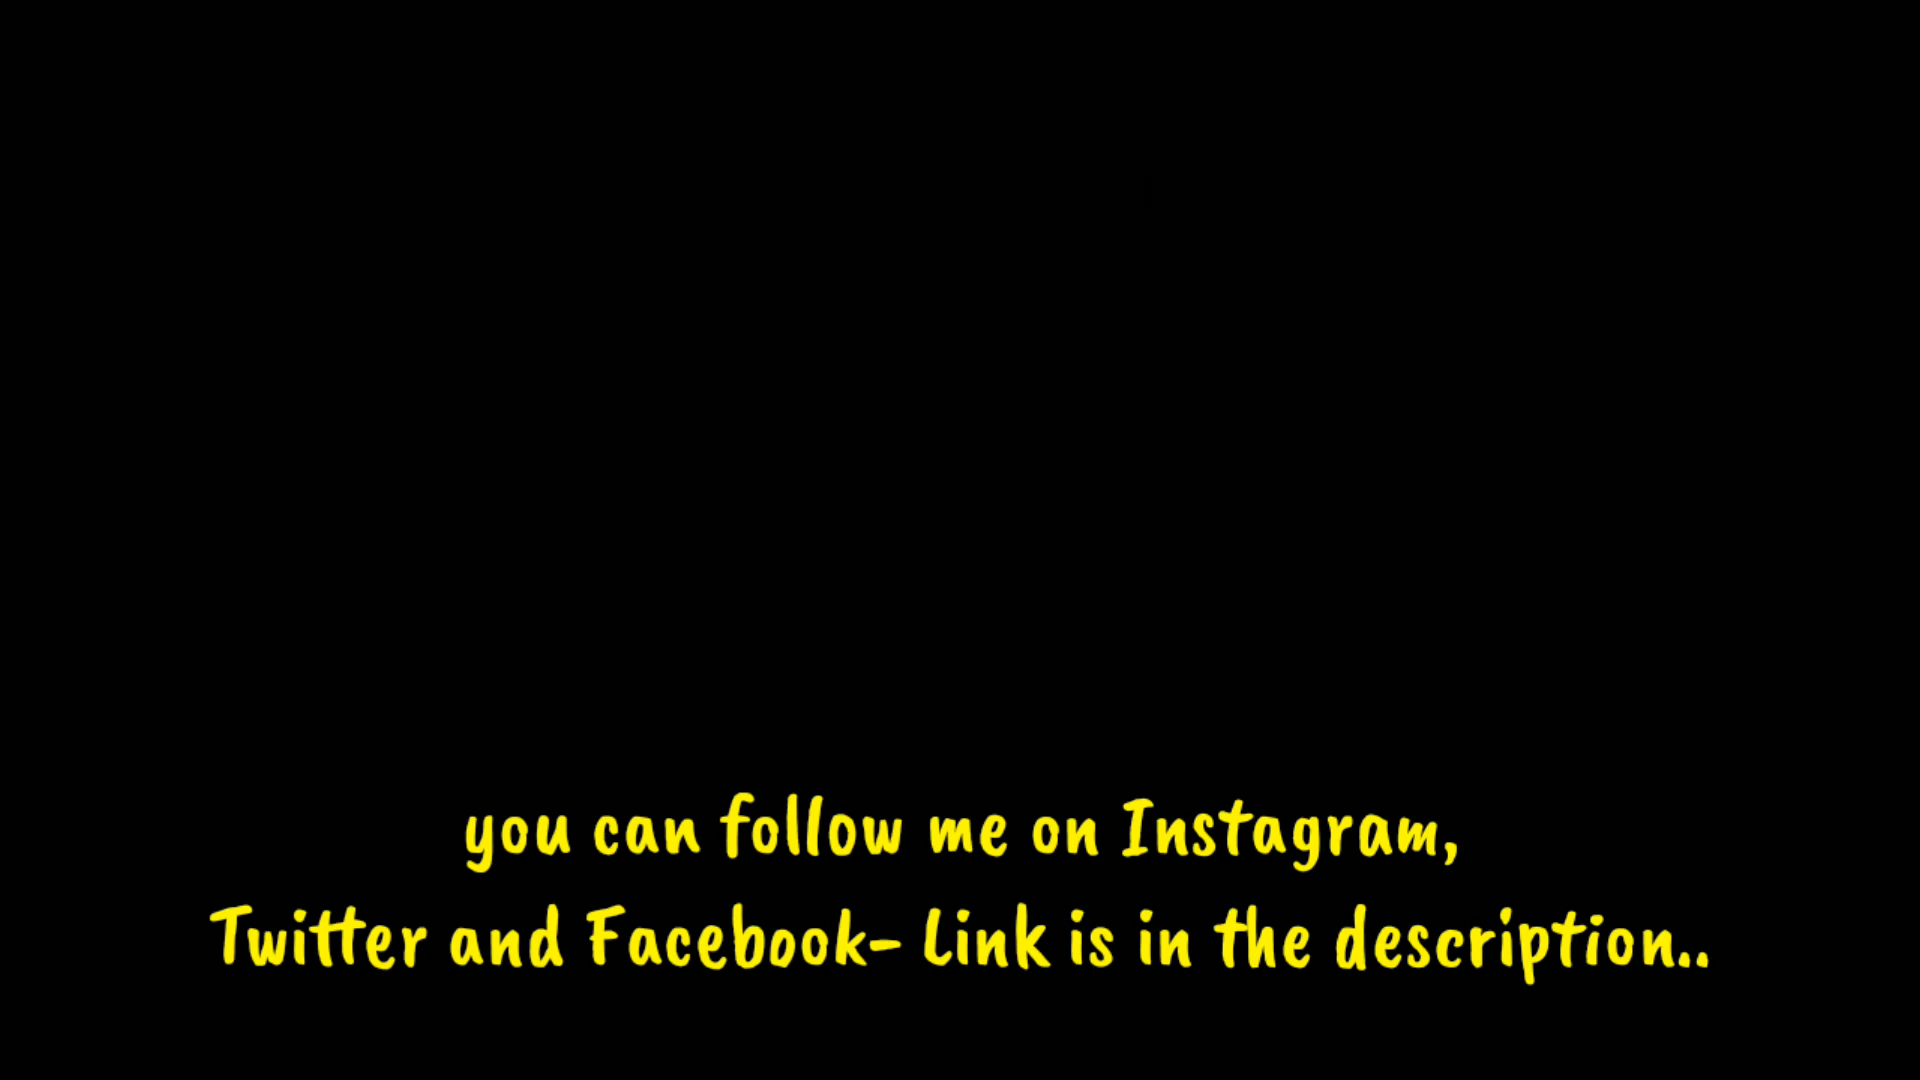 you can follow me on Instagram,
Twitter and Facebook- Link is in the description..